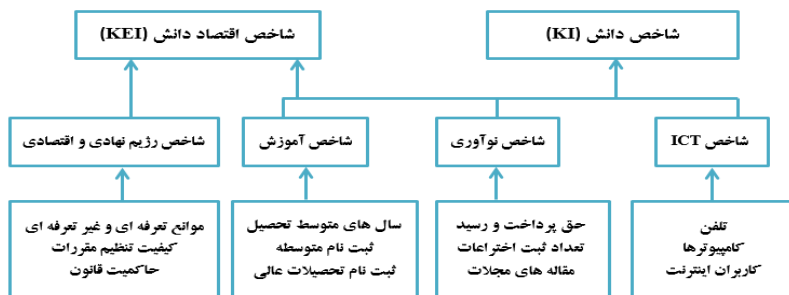 شاخص دانش (KI)
شاخص اقتصاد دانش (KEI)
شاخص ICT
شاخص نوآوری
شاخص آموزش
شاخص رژیم نهادی و اقتصادی
تلفن
کامپیوترها
کاربران اینترنت
حق پرداخت و رسید
تعداد ثبت اختراعات
مقاله های مجلات
سال های متوسط تحصیل
ثبت نام متوسطه
ثبت نام تحصیلات عالی
موانع تعرفه ای و غیر تعرفه ای
کیفیت تنظیم مقررات
حاکمیت قانون